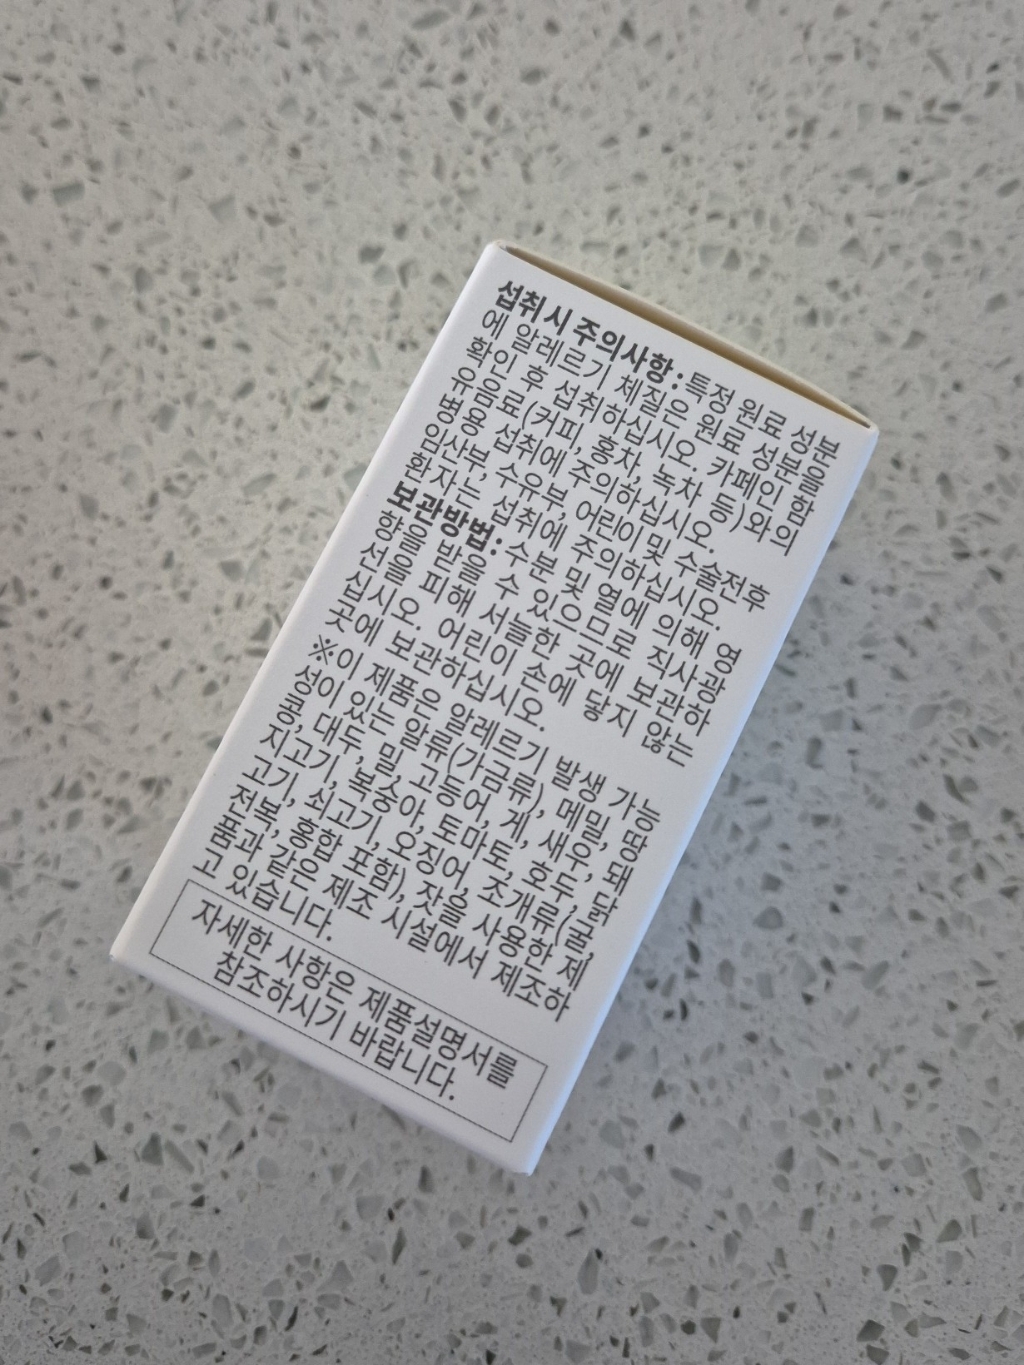 섭취 시 주의사항: 특정 원료 성분
에 알레르기 체질은 원료 성분을
확인 후 섭취하십시오. 카페인 함
유음료(커피, 홍차, 녹차 등)와의
병용 섭취에 주의하십시오.
임산부, 수유부, 어린이 및 수술전후
환자는 섭취에 주의하십시오.
보관방법: 수분 및 열에 의해 영
향을 받을 수 있으므로 직사광
선을 피해 서늘한 곳에 보관하
십시오. 어린이 손에 닿지 않는
곳에 보관하십시오.
※이 제품은 알레르기 발생 가능
성이 있는 알류(가금류), 메밀, 땅
콩, 대두, 밀, 고등어, 게, 새우, 돼
지고기, 복숭아, 토마토, 호두, 닭
고기, 쇠고기, 오징어, 조개류(굴,
전복, 홍합 포함), 잣을 사용한 제
품과 같은 제조 시설에서 제조하
고 있습니다.
자세한 사항은 제품설명서를
참조하시기 바랍니다.